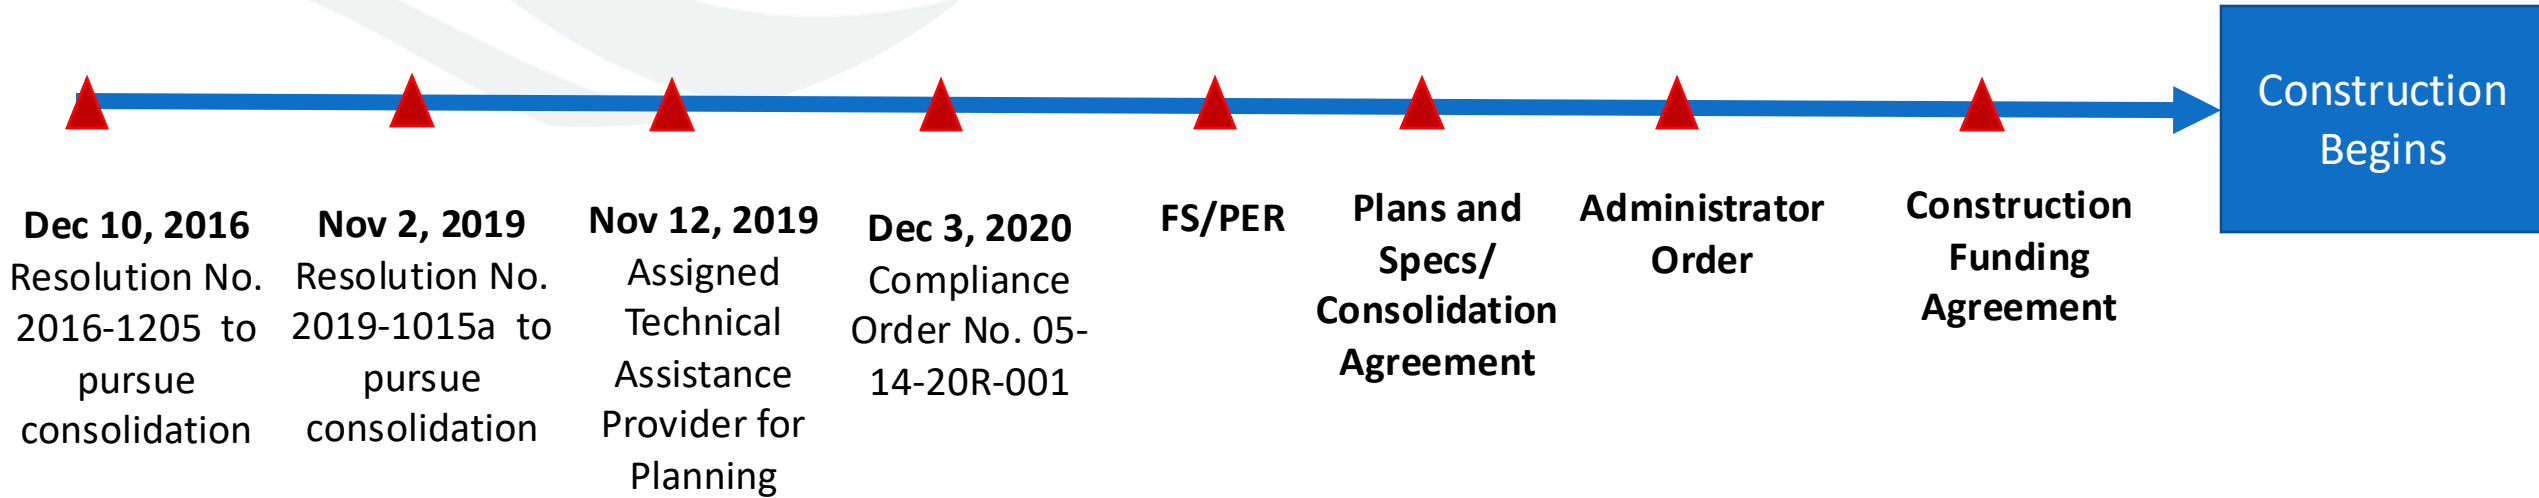 Dec 10, 2016
Resolution No.
2016-1205 to
pursue
consolidation
Nov 2, 2019
Resolution No.
2019-1015a to
pursue
consolidation
Nov 12, 2019
Assigned
Technical
Assistance
Provider for
Planning
Dec 3, 2020
Compliance
Order No. 05-
14-20R-001
FS/PER
Plans and
Specs/
Consolidation
Agreement
Administrator
Order
Construction
Funding
Agreement
Construction
Begins